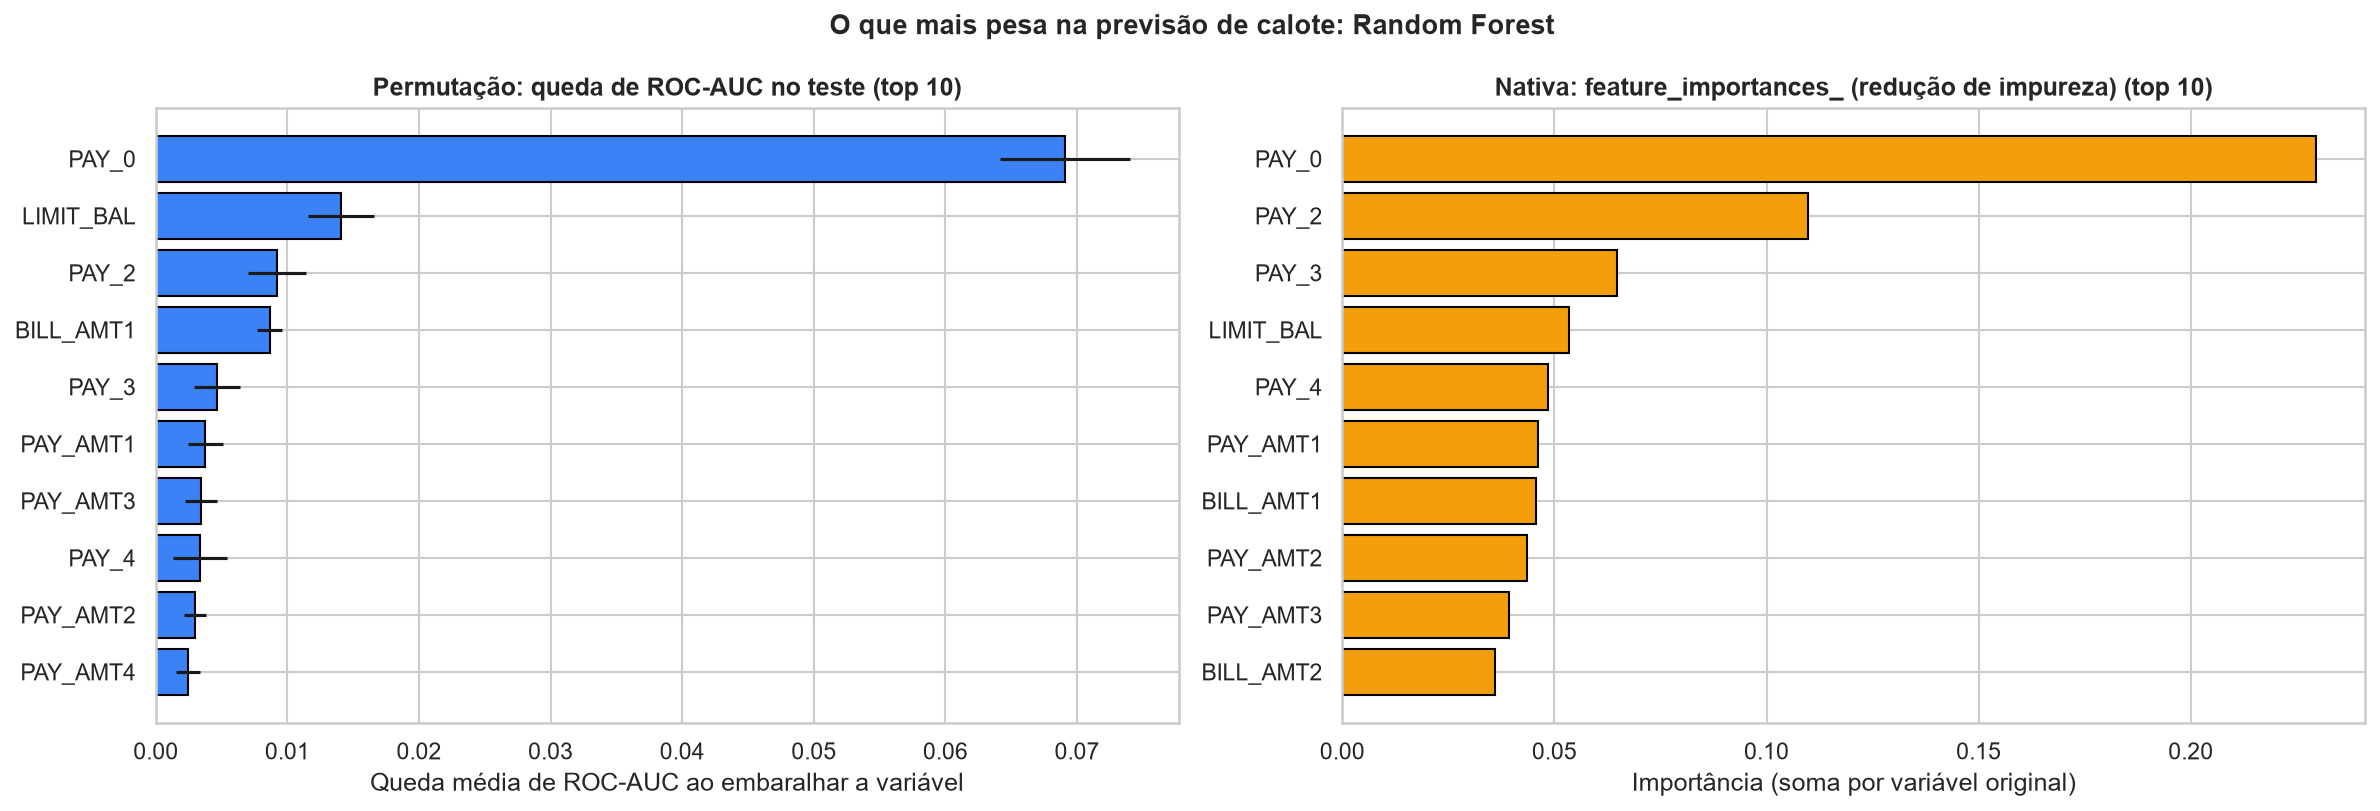 O que mais pesa na previsão de calote: Random Forest
Permutação: queda de ROC-AUC no teste (top 10)
PAY_0
LIMIT_BAL
PAY_2
BILL_AMT1
PAY_3
PAY_AMT1
PAY_AMT3
PAY_4
PAY_AMT2
PAY_AMT4
0.00 0.01 0.02 0.03 0.04 0.05 0.06 0.07
Queda média de ROC-AUC ao embaralhar a variável
Nativa: feature_importances_ (redução de impureza) (top 10)
PAY_0
PAY_2
PAY_3
LIMIT_BAL
PAY_4
PAY_AMT1
BILL_AMT1
PAY_AMT2
PAY_AMT3
BILL_AMT2
0.00 0.05 0.10 0.15 0.20
Importância (soma por variável original)